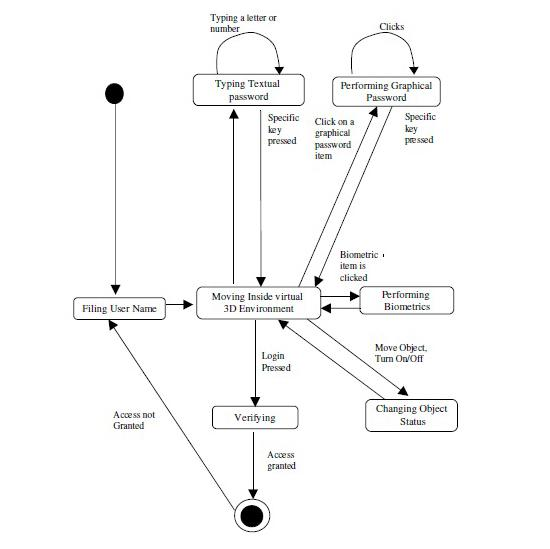 Typing a letter or
number
Clicks
Typing Textual
password
Performing Graphical
Password
Specific
key
pressed
Click on a
graphical
password
item
Specific
key
pressed
Biometric
item is
clicked
Filing User Name
Moving Inside virtual
3D Environment
Performing
Biometrics
Login
Pressed
Move Object,
Turn On/Off
Access not
Granted
Verifying
Changing Object
Status
Access
granted